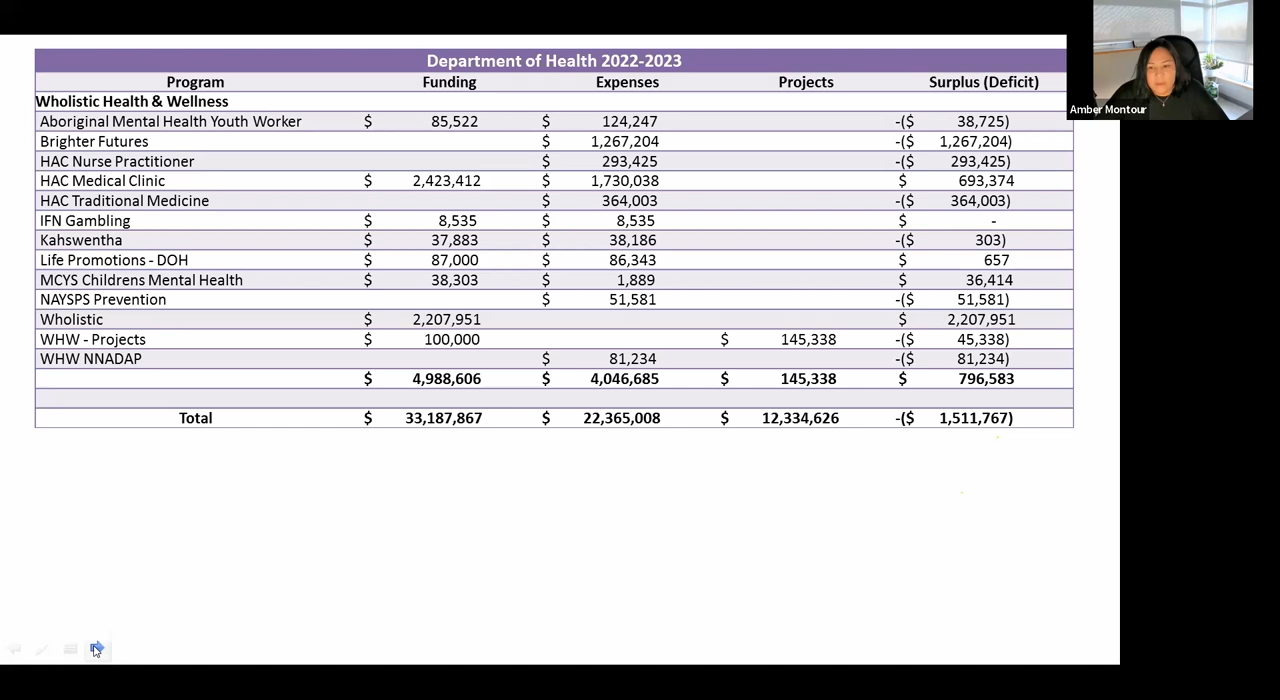 Department of Health 2022-2023
Program Funding Expenses Projects Surplus (Deficit)
Wholistic Health & Wellness
Aboriginal Mental Health Youth Worker $ 85,522 $ 124,247 -($ 38,725)
Brighter Futures $ 1,267,204 -($ 1,267,204)
HAC Nurse Practitioner $ 293,425 -($ 293,425)
HAC Medical Clinic $ 2,423,412 $ 1,730,038 $ 693,374
HAC Traditional Medicine $ 364,003 -($ 364,003)
IFN Gambling $ 8,535 $ 8,535 $ -
Kahswentha $ 37,883 $ 38,186 -($ 303)
Life Promotions - DOH $ 87,000 $ 86,343 $ 657
MCYS Childrens Mental Health $ 38,303 $ 1,889 $ 36,414
NAYSPS Prevention $ 51,581 -($ 51,581)
Wholistic $ 2,207,951 $ 2,207,951
WHW - Projects $ 100,000 $ 145,338 -($ 45,338)
WHW NNADAP $ 81,234 -($ 81,234)
$ 4,988,606 $ 4,046,685 $ 145,338 $ 796,583
Total $ 33,187,867 $ 22,365,008 $ 12,334,626 -($ 1,511,767)
Amber Montour